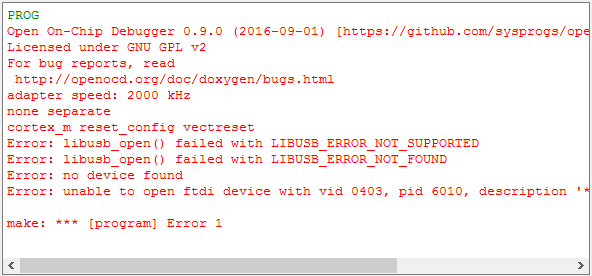 PROG
Open On-Chip Debugger 0.9.0 (2016-09-01) [https://github.com/sysprogs/ope
Licensed under GNU GPL v2
For bug reports, read
 http://openocd.org/doc/doxygen/bugs.html
adapter speed: 2000 kHz
none separate
cortex_m reset_config vectreset
Error: libusb_open() failed with LIBUSB_ERROR_NOT_SUPPORTED
Error: libusb_open() failed with LIBUSB_ERROR_NOT_FOUND
Error: no device found
Error: unable to open ftdi device with vid 0403, pid 6010, description '*
make: *** [program] Error 1